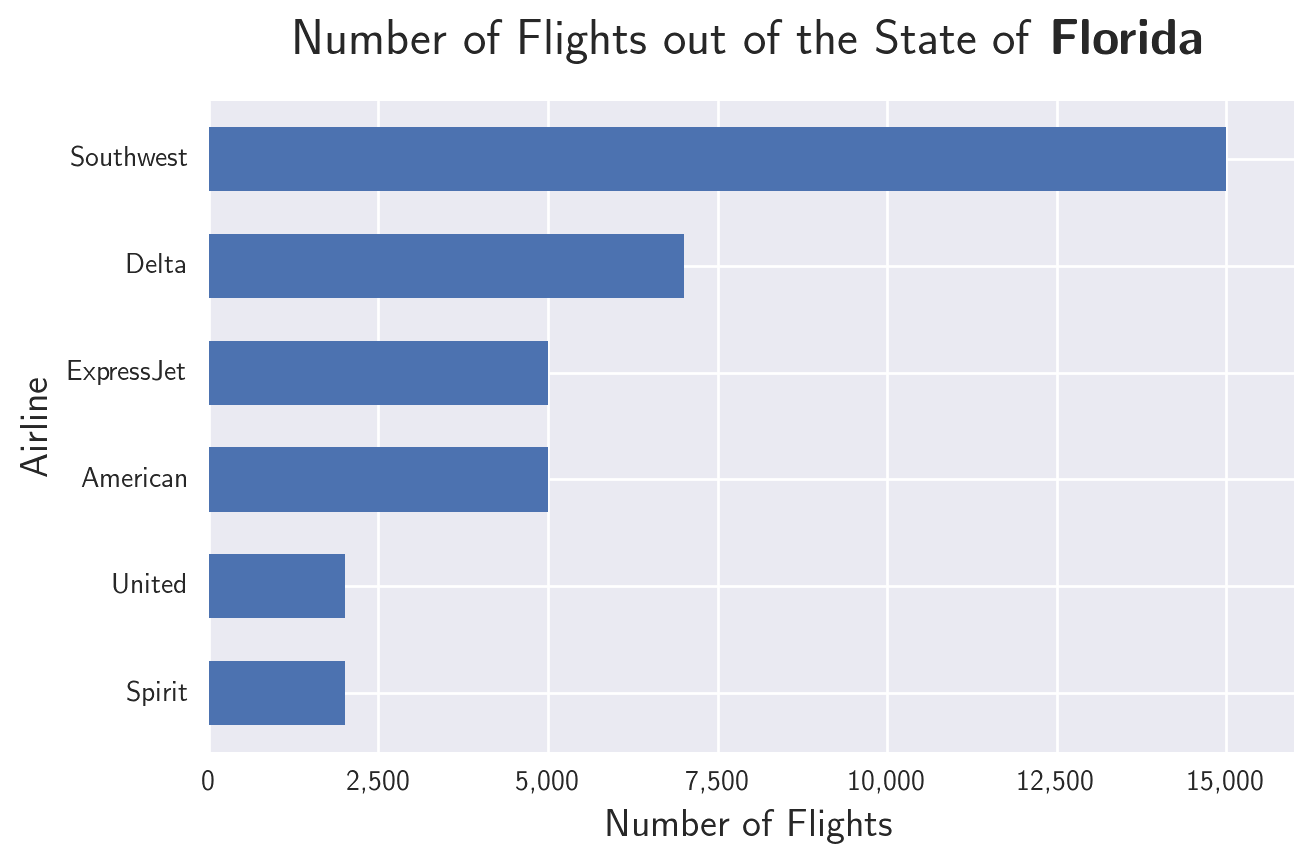 Number of Flights out of the State of Florida
Southwest
Delta
ExpressJet
American
United
Spirit
Airline
0 2,500 5,000 7,500 10,000 12,500 15,000
Number of Flights